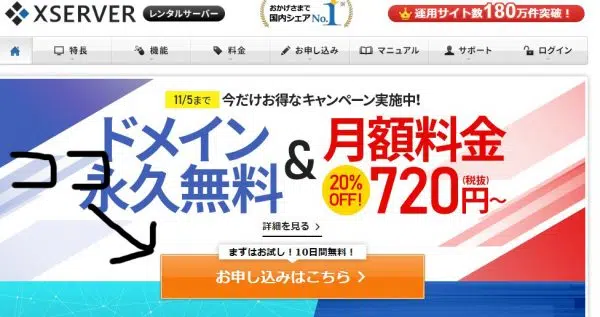 XSERVER レンタルサーバー
おかげさまで
国内シェアNo.1
運用サイト数180万件突破！
特長 機能 料金 お申し込み マニュアル サポート ログイン
11/5まで 今だけお得なキャンペーン実施中!
ドメイン
永久無料
&
月額料金
20%
OFF!
720円～
(税抜)
ココ
詳細を見る
まずはお試し！10日間無料！
お申し込みはこちら